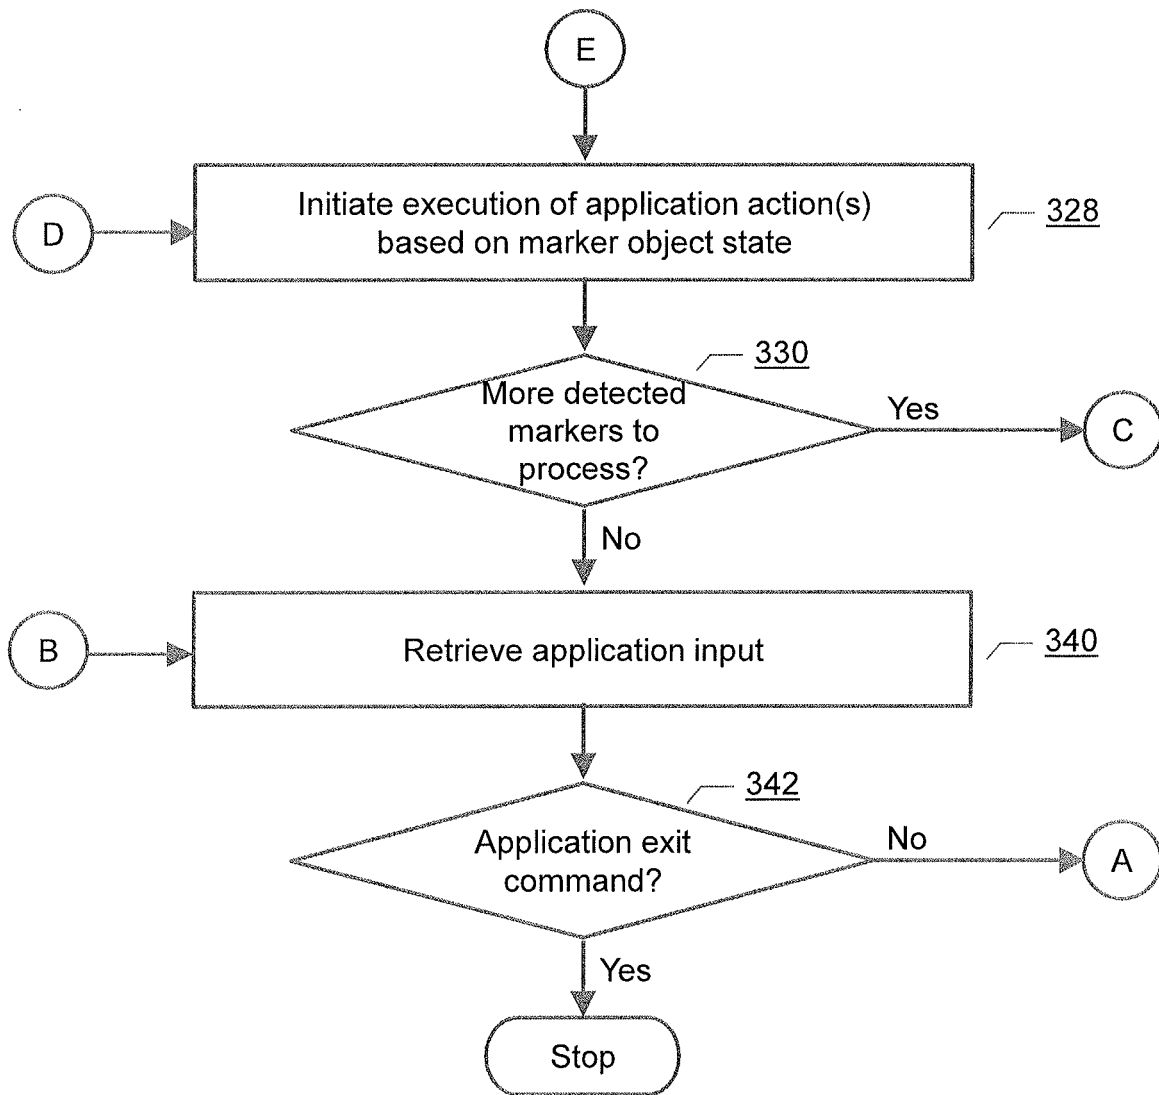 E
Initiate execution of application action(s)
based on marker object state
328
D
330
More detected
markers to
process?
Yes
C
No
B
Retrieve application input
340
342
Application exit
command?
No
A
Yes
Stop